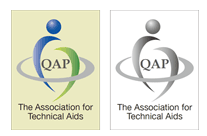 QAP
The Association for
Technical Aids
QAP
The Association for
Technical Aids